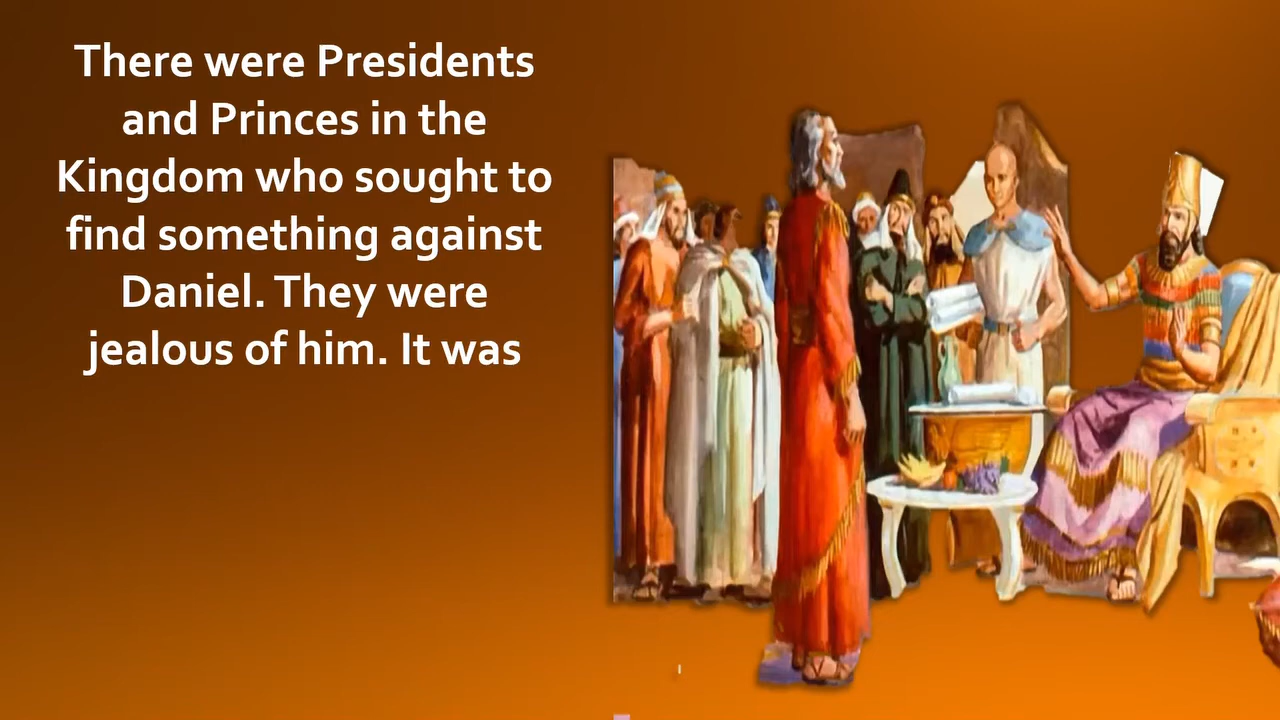 There were Presidents
and Princes in the
Kingdom who sought to
find something against
Daniel. They were
jealous of him. It was